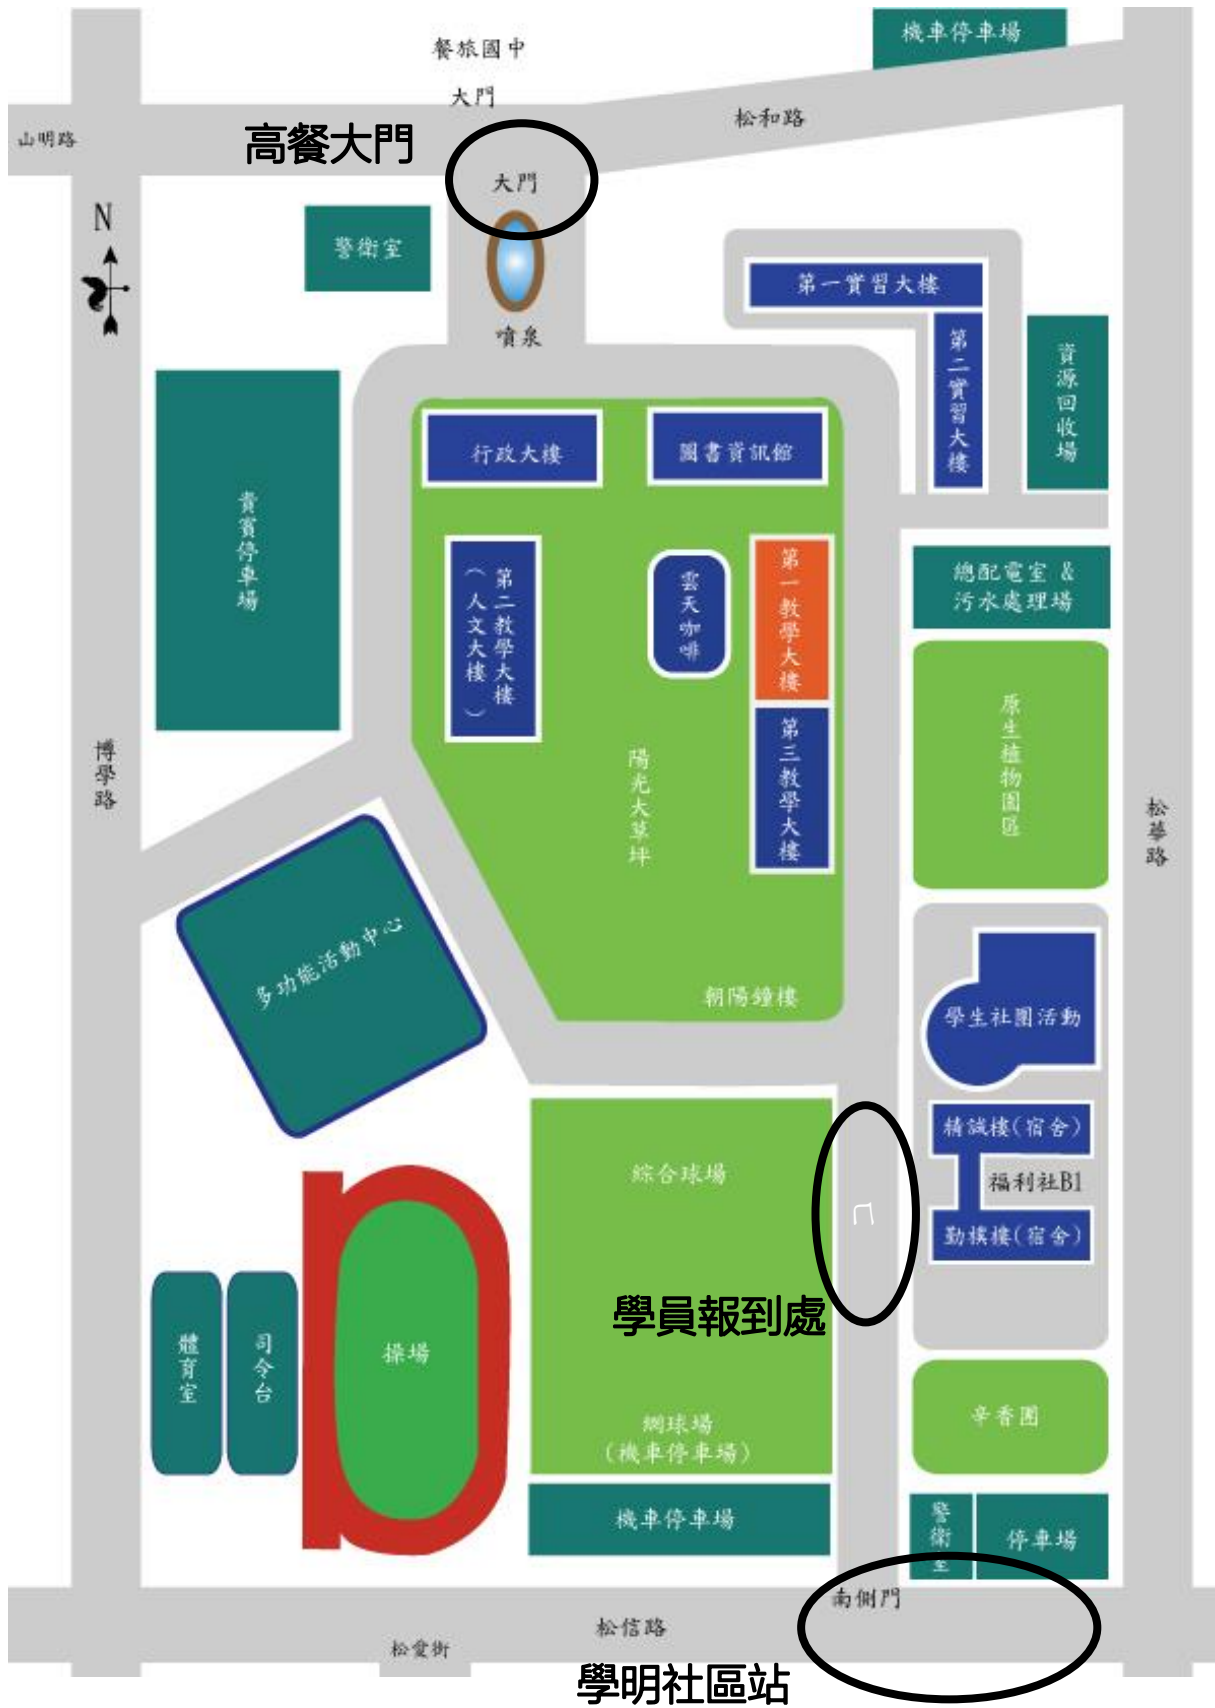 機車停車場
餐旅國中
大門
松和路
山明路
高餐大門
大門
N
警衛室
第一實習大樓
噴泉
第二實習大樓
資源回收場
行政大樓
圖書資訊館
貴賓停車場
第二教學大樓
（人文大樓）
雲天咖啡
第一教學大樓
總配電室 &
污水處理場
原生植物園區
第三教學大樓
陽光大草坪
博學路
松華路
多功能活動中心
朝陽鐘樓
學生社團活動
精誠樓(宿舍)
福利社B1
勤樸樓(宿舍)
綜合球場
學員報到處
體育室
司令台
操場
網球場
(機車停車場)
辛香園
機車停車場
警衛室
停車場
南側門
松信路
松愛街
學明社區站